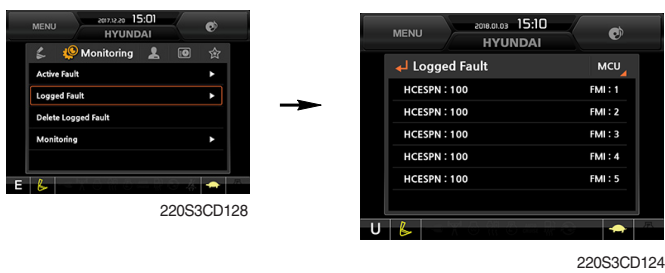 MENU
2017.12.20 15:01
HYUNDAI
Monitoring
Active Fault
Logged Fault
Delete Logged Fault
Monitoring
E
220S3CD128
MENU
2018.01.03 15:10
HYUNDAI
Logged Fault MCU
HCESPN : 100 FMI : 1
HCESPN : 100 FMI : 2
HCESPN : 100 FMI : 3
HCESPN : 100 FMI : 4
HCESPN : 100 FMI : 5
U
220S3CD124